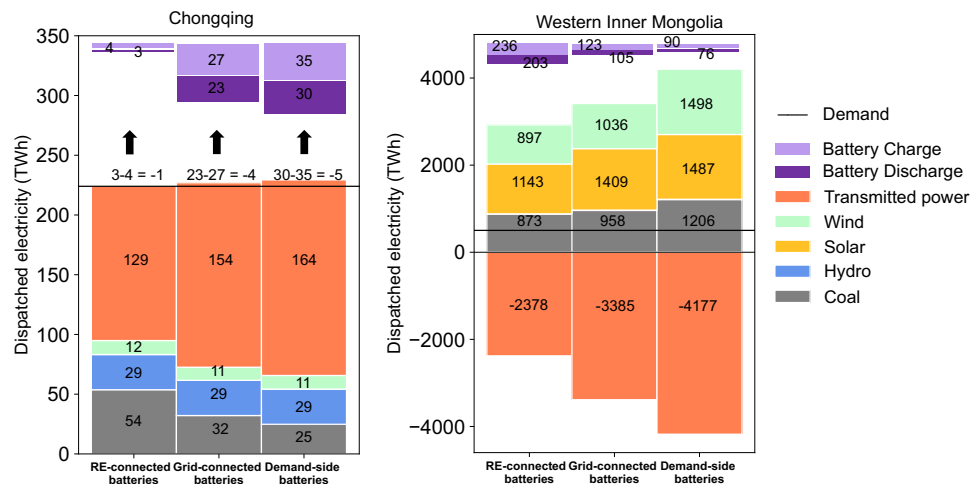 Chongqing
Dispatched electricity (TWh)
350
300
250
200
150
100
50
0
4
3
27
23
35
30
3-4 = -1
23-27 = -4
30-35 = -5
129
154
164
12
11
11
29
29
29
54
32
25
RE-connected
batteries
Grid-connected
batteries
Demand-side
batteries
Western Inner Mongolia
Dispatched electricity (TWh)
4000
2000
0
−2000
−4000
236
203
123
105
90
76
897
1036
1498
1143
1409
1487
873
958
1206
-2378
-3385
-4177
RE-connected
batteries
Grid-connected
batteries
Demand-side
batteries
Demand
Battery Charge
Battery Discharge
Transmitted power
Wind
Solar
Hydro
Coal